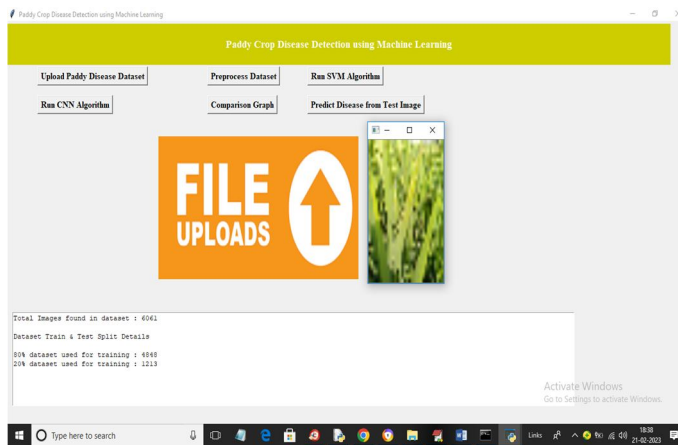 Paddy Crop Disease Detection using Machine Learning
Paddy Crop Disease Detection using Machine Learning
Upload Paddy Disease Dataset Preprocess Dataset Run SVM Algorithm
Run CNN Algorithm Comparison Graph Predict Disease from Test Image
FILE
UPLOADS
Total Images found in dataset : 6061
Dataset Train & Test Split Details
80% dataset used for training : 4848
20% dataset used for training : 1213
Activate Windows
Go to Settings to activate Windows.
Type here to search
Links
18:38
21-02-2023